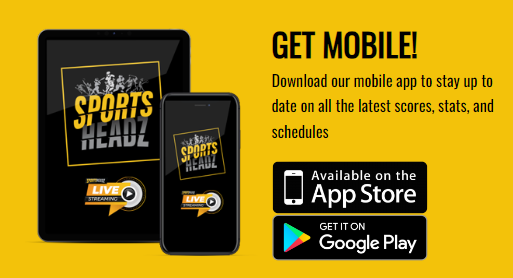 GET MOBILE!
Download our mobile app to stay up to
date on all the latest scores, stats, and
schedules
Available on the
App Store
GET IT ON
Google Play
SPORTS
HEADZ
LIVE
STREAMING
SPORTS
HEADZ
LIVE
STREAMING